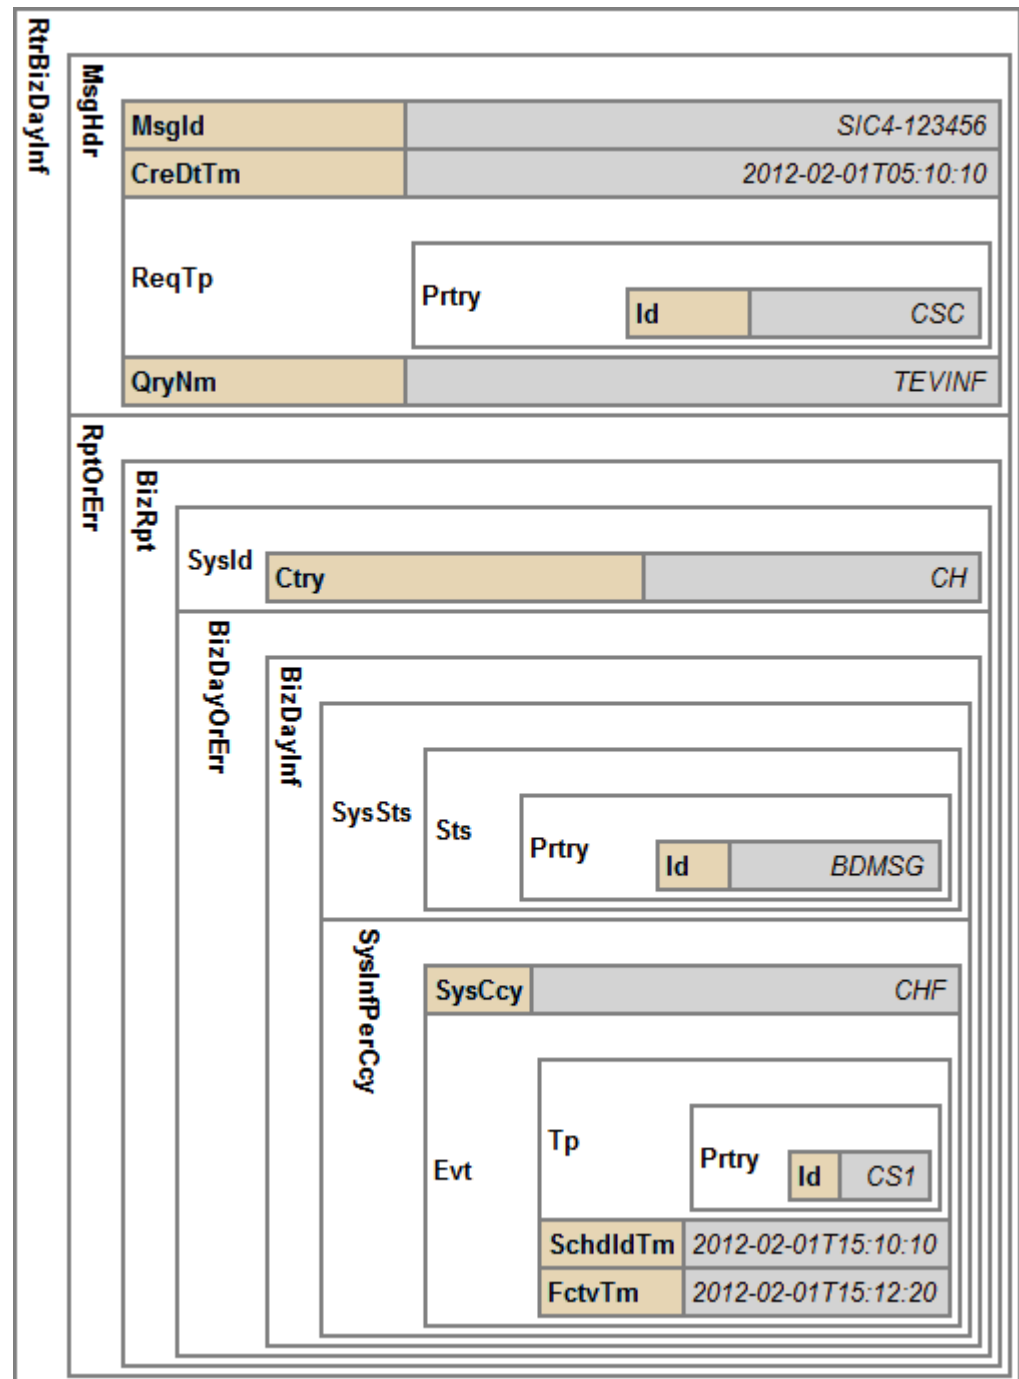 RtrBizDayInf
MsgHdr
MsgId SIC4-123456
CreDtTm 2012-02-01T05:10:10
ReqTp
Prtry
Id CSC
QryNm TEVINF
RptOrErr
BizRpt
SysId
Ctry CH
BizDayOrErr
BizDayInf
SysSts
Sts
Prtry
Id BDMSG
SysInfPerCcy
SysCcy CHF
Evt
Tp
Prtry
Id CS1
SchdldTm 2012-02-01T15:10:10
FctvTm 2012-02-01T15:12:20